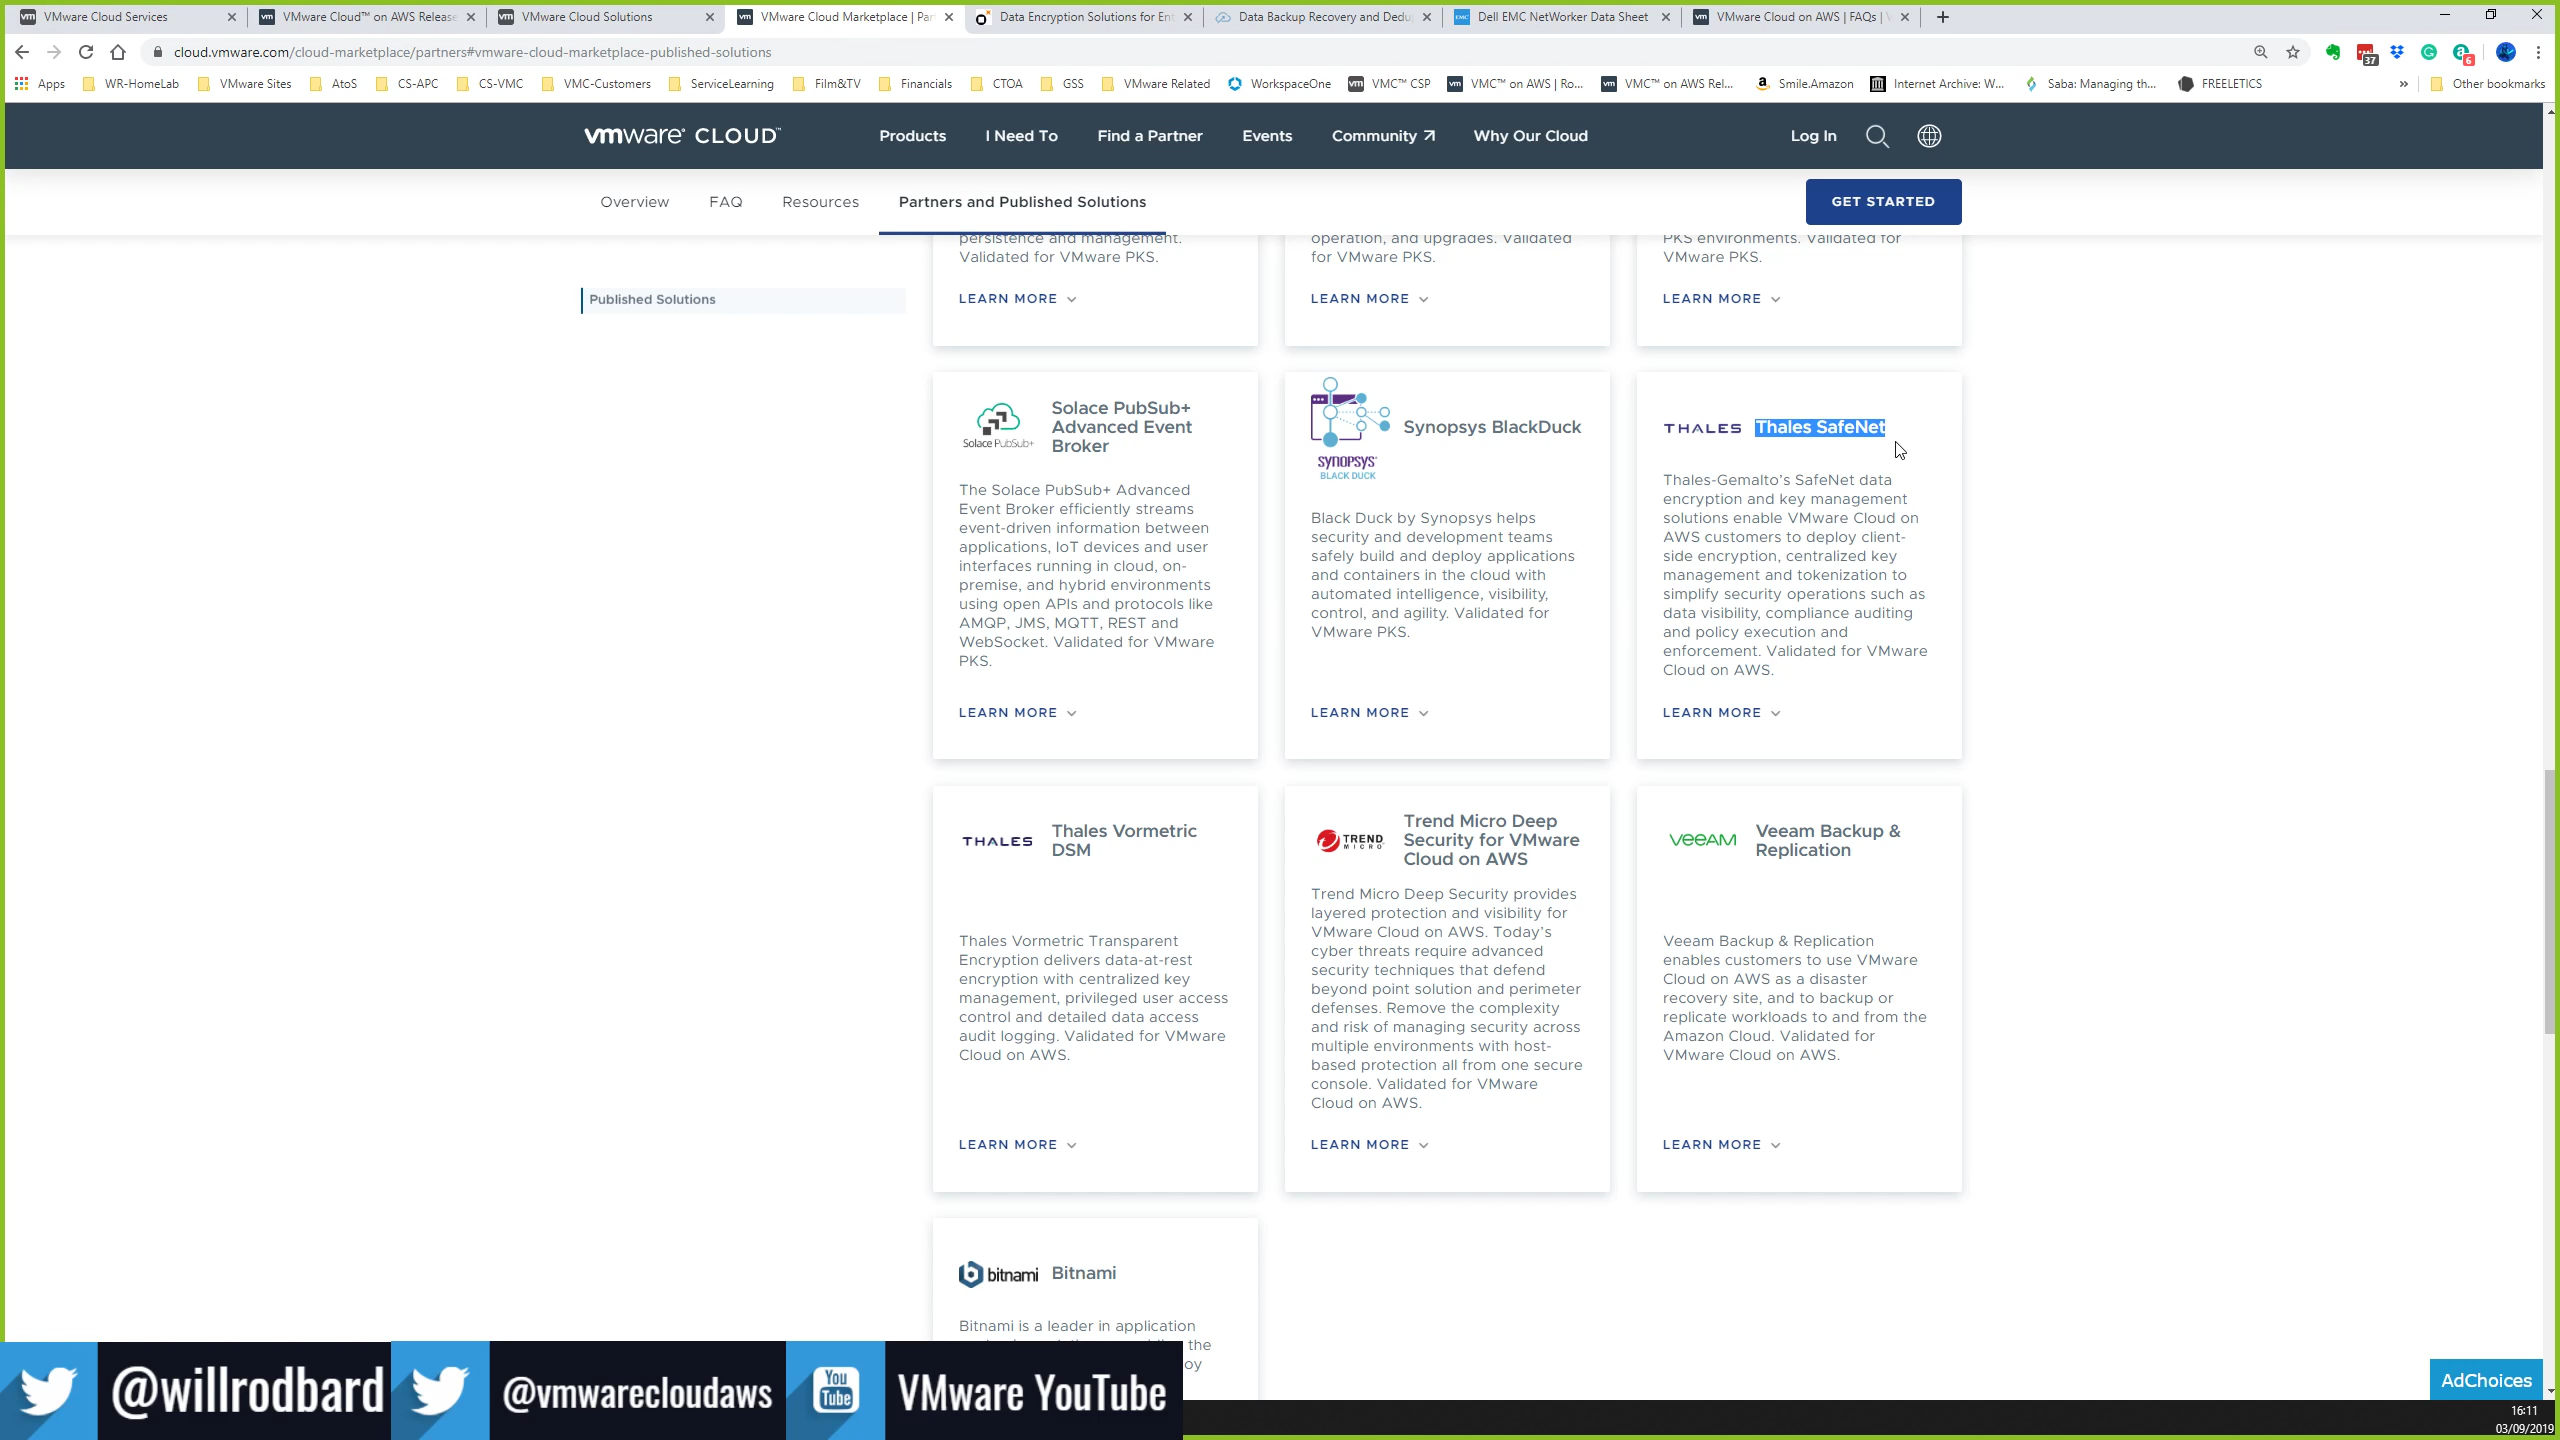 VMware Cloud Services
VMware Cloud™ on AWS Release
VMware Cloud Solutions
VMware Cloud Marketplace | Par
Data Encryption Solutions for Ent
Data Backup Recovery and Dedu
Dell EMC NetWorker Data Sheet
VMware Cloud on AWS | FAQs |
cloud.vmware.com/cloud-marketplace/partners#vmware-cloud-marketplace-published-solutions
37
6
Apps
WR-HomeLab
VMware Sites
AtoS
CS-APC
CS-VMC
VMC-Customers
ServiceLearning
Film&TV
Financials
CTOA
GSS
VMware Related
WorkspaceOne
VMC™ CSP
VMC™ on AWS | Ro...
VMC™ on AWS Rel...
Smile.Amazon
Internet Archive: W...
Saba: Managing th...
FREELETICS
»
Other bookmarks
vmware® CLOUD™
Products
I Need To
Find a Partner
Events
Community
Why Our Cloud
Log In
Overview
FAQ
Resources
Partners and Published Solutions
GET STARTED
Published Solutions
persistence and management.
Validated for VMware PKS.
LEARN MORE
operation, and upgrades. Validated
for VMware PKS.
LEARN MORE
PKS environments. Validated for
VMware PKS.
LEARN MORE
Solace PubSub+
Solace PubSub+
Advanced Event
Broker
The Solace PubSub+ Advanced
Event Broker efficiently streams
event-driven information between
applications, IoT devices and user
interfaces running in cloud, on-
premise, and hybrid environments
using open APIs and protocols like
AMQP, JMS, MQTT, REST and
WebSocket. Validated for VMware
PKS.
LEARN MORE
SYNOPSYS®
BLACK DUCK
Synopsys BlackDuck
Black Duck by Synopsys helps
security and development teams
safely build and deploy applications
and containers in the cloud with
automated intelligence, visibility,
control, and agility. Validated for
VMware PKS.
LEARN MORE
THALES
Thales SafeNet
Thales-Gemalto's SafeNet data
encryption and key management
solutions enable VMware Cloud on
AWS customers to deploy client-
side encryption, centralized key
management and tokenization to
simplify security operations such as
data visibility, compliance auditing
and policy execution and
enforcement. Validated for VMware
Cloud on AWS.
LEARN MORE
THALES
Thales Vormetric
DSM
Thales Vormetric Transparent
Encryption delivers data-at-rest
encryption with centralized key
management, privileged user access
control and detailed data access
audit logging. Validated for VMware
Cloud on AWS.
LEARN MORE
TREND
MICRO
Trend Micro Deep
Security for VMware
Cloud on AWS
Trend Micro Deep Security provides
layered protection and visibility for
VMware Cloud on AWS. Today's
cyber threats require advanced
security techniques that defend
beyond point solution and perimeter
defenses. Remove the complexity
and risk of managing security across
multiple environments with host-
based protection all from one secure
console. Validated for VMware
Cloud on AWS.
LEARN MORE
veeAM
Veeam Backup &
Replication
Veeam Backup & Replication
enables customers to use VMware
Cloud on AWS as a disaster
recovery site, and to backup or
replicate workloads to and from the
Amazon Cloud. Validated for
VMware Cloud on AWS.
LEARN MORE
bitnami
Bitnami
Bitnami is a leader in application
the
oy
@willrodbard
@vmwarecloudaws
You
Tube
VMware YouTube
AdChoices
16:11
03/09/2019